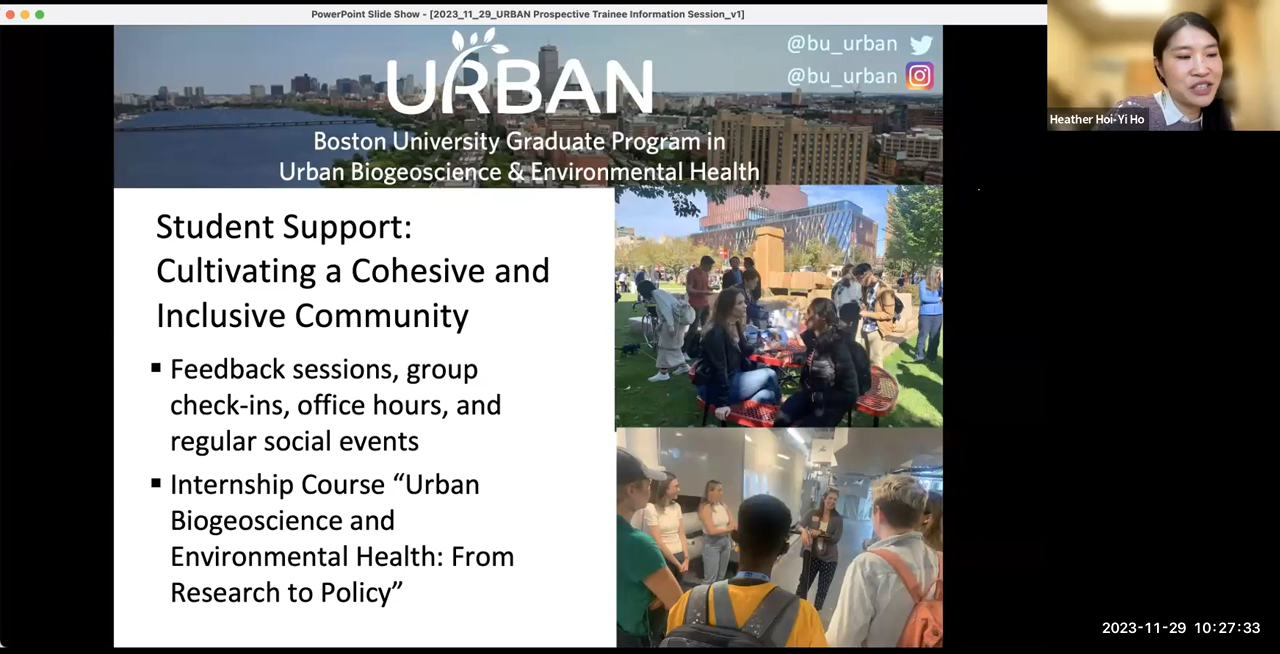 PowerPoint Slide Show - [2023_11_29_URBAN Prospective Trainee Information Session_v1]
URBAN
@bu_urban
@bu_urban
Boston University Graduate Program in
Urban Biogeoscience & Environmental Health
Heather Hoi-Yi Ho
Student Support:
Cultivating a Cohesive and
Inclusive Community
▪ Feedback sessions, group
check-ins, office hours, and
regular social events
▪ Internship Course “Urban
Biogeoscience and
Environmental Health: From
Research to Policy”
2023-11-29 10:27:33